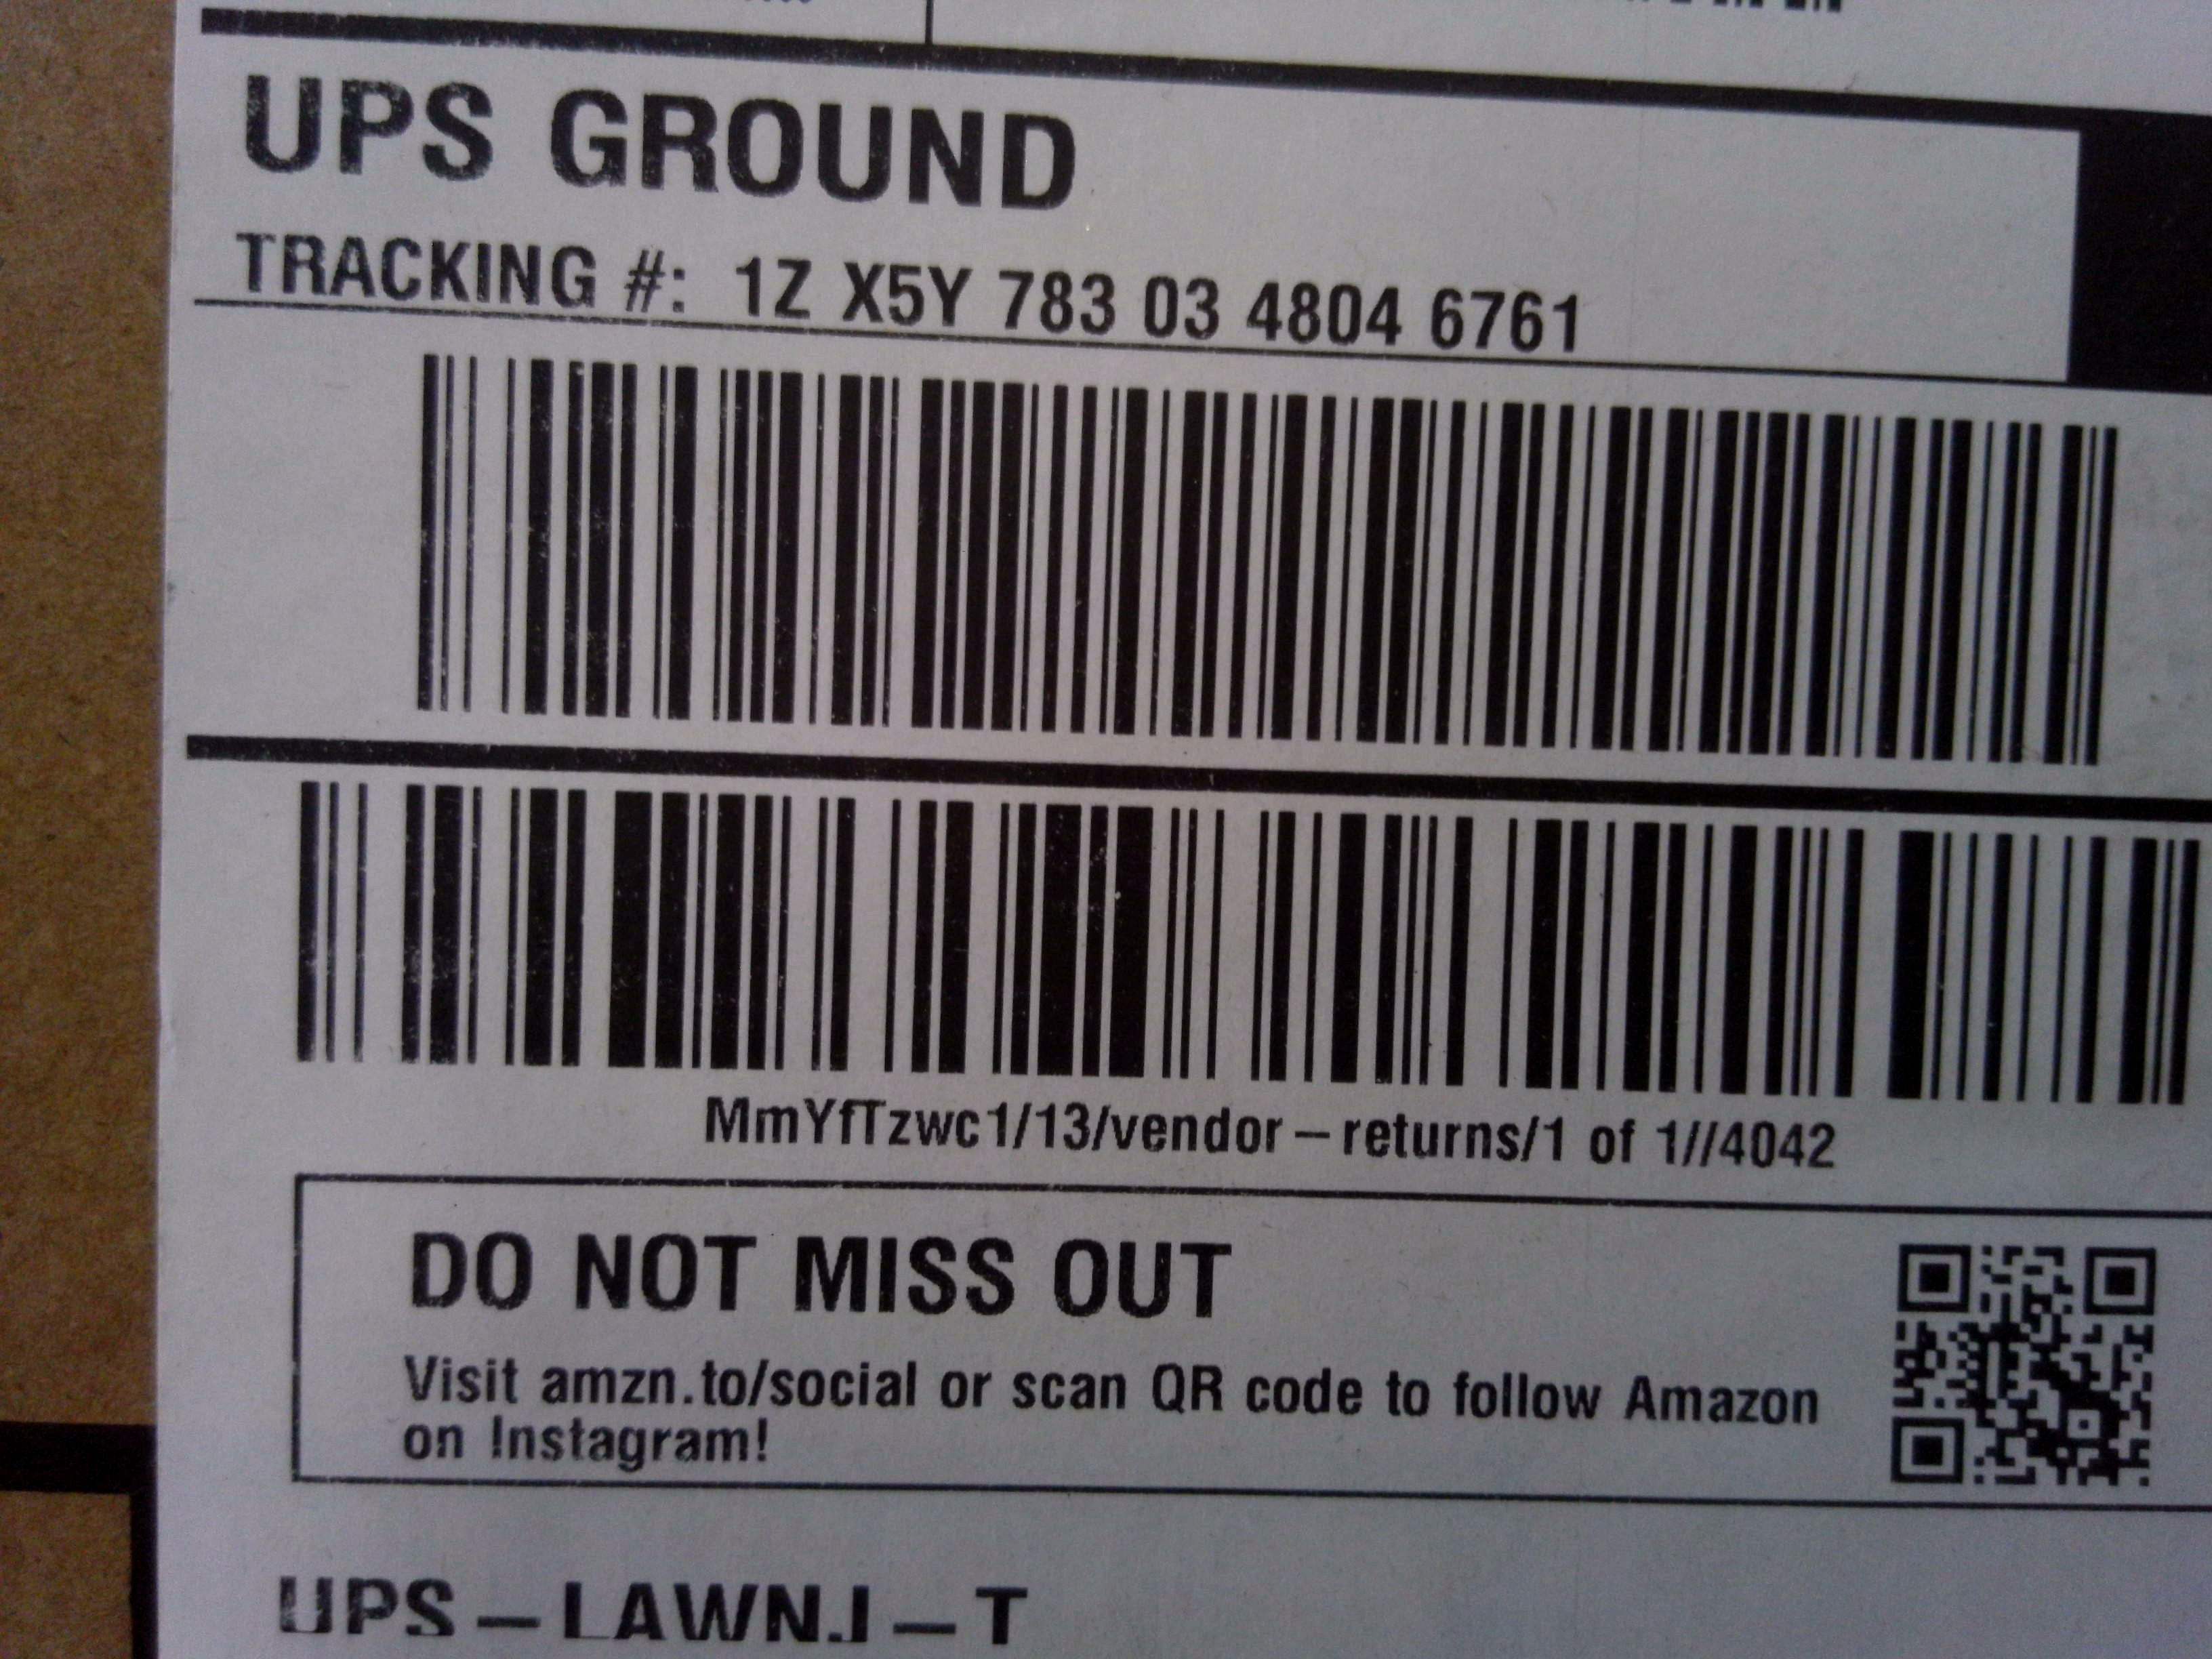 UPS GROUND
TRACKING #: 1Z X5Y 783 03 4804 6761
MmYfTzwc1/13/vendor-returns/1 of 1//4042
DO NOT MISS OUT
Visit amzn.to/social or scan QR code to follow Amazon
on Instagram!
UPS-LAWNJ-T